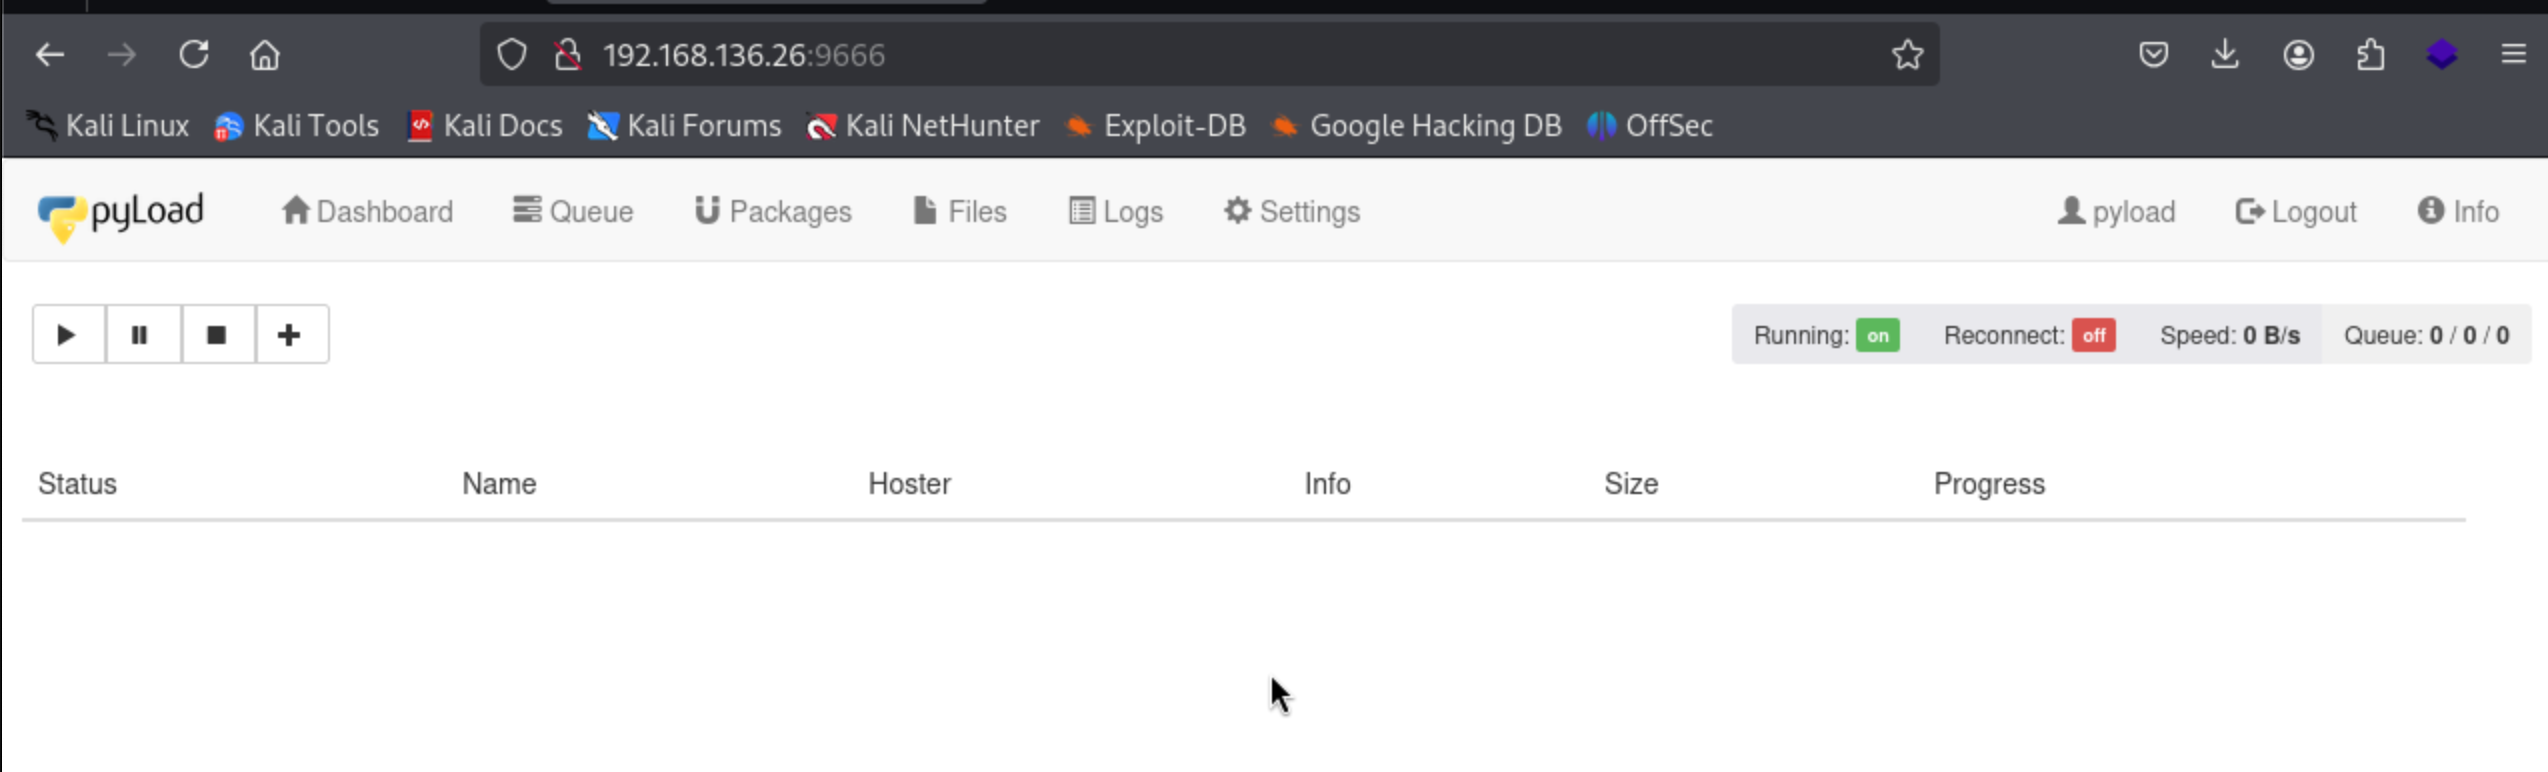 192.168.136.26:9666
Kali Linux Kali Tools Kali Docs Kali Forums Kali NetHunter Exploit-DB Google Hacking DB OffSec
pyLoad Dashboard Queue Packages Files Logs Settings pyload Logout Info
Running: on Reconnect: off Speed: 0 B/s Queue: 0 / 0 / 0
Status Name Hoster Info Size Progress